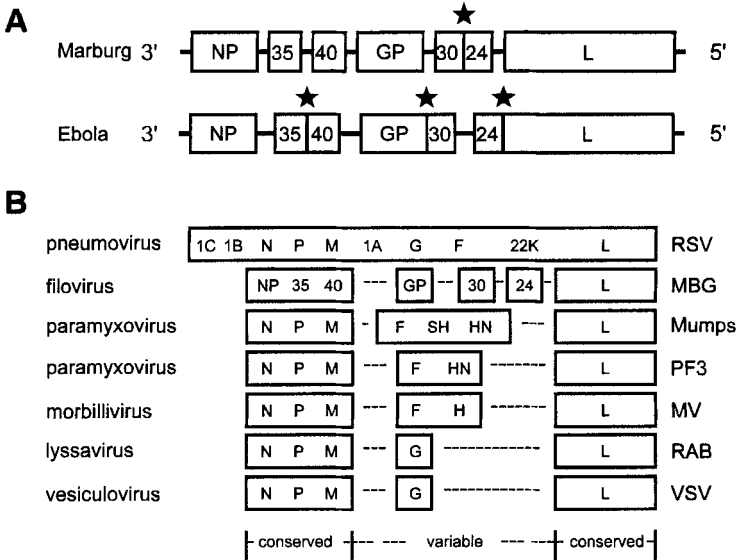 A
Marburg 3' NP 35 40 GP 30 24 L 5'
Ebola 3' NP 35 40 GP 30 24 L 5'
B
pneumovirus 1C 1B N P M 1A G F 22K L RSV
filovirus NP 35 40 GP 30 24 L MBG
paramyxovirus N P M F SH HN L Mumps
paramyxovirus N P M F HN L PF3
morbillivirus N P M F H L MV
lyssavirus N P M G L RAB
vesiculovirus N P M G L VSV
conserved variable conserved